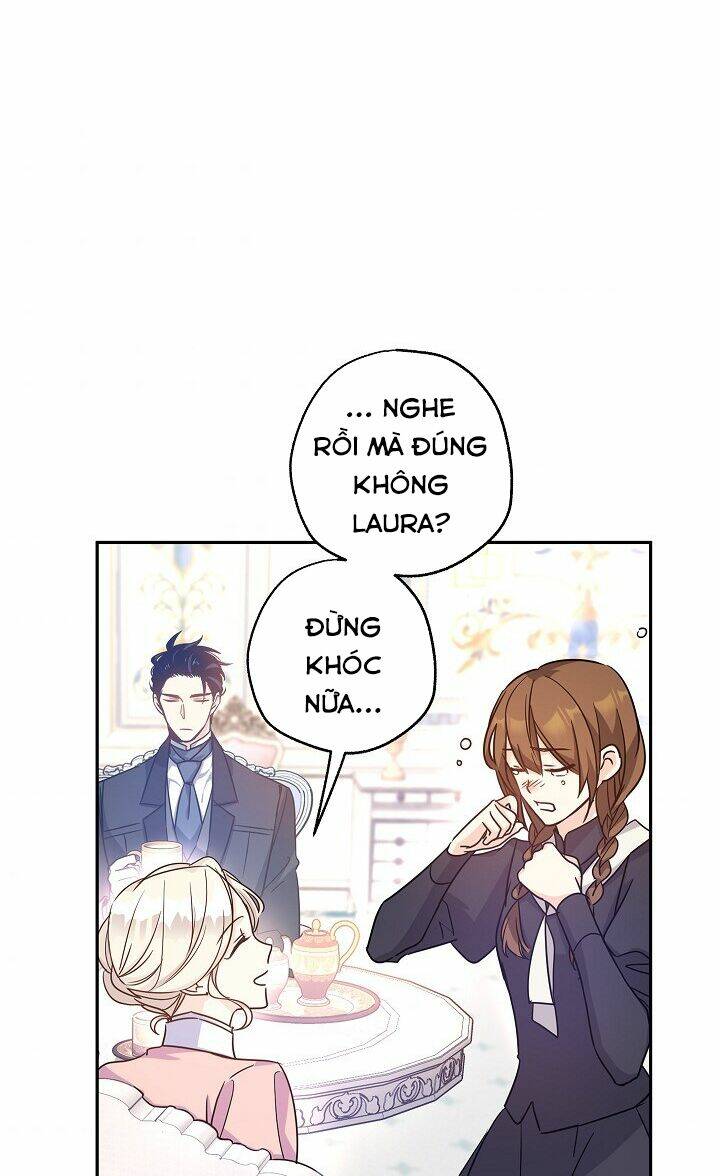 ... NGHE
RỒI MÀ ĐÚNG
KHÔNG
LAURA?
ĐỪNG
KHÓC
NỮA...